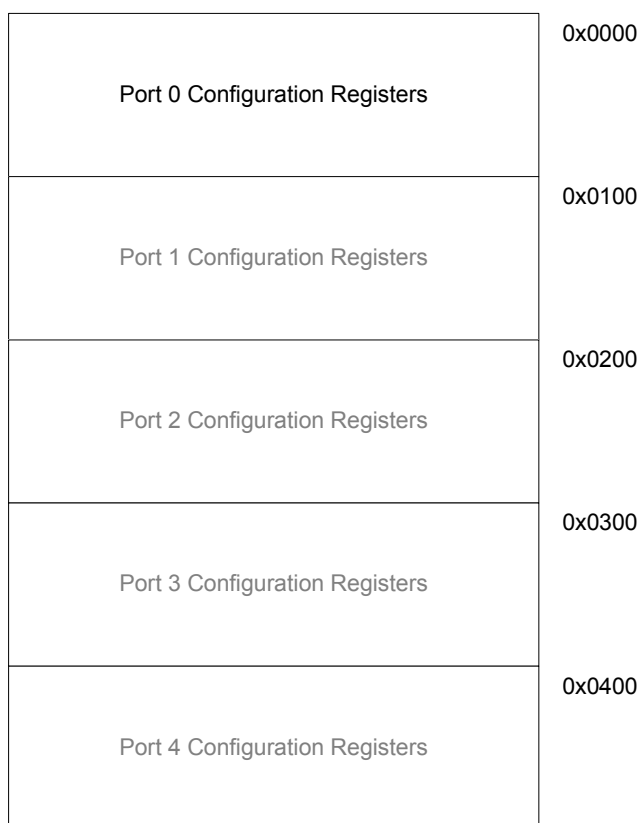 0x0000
Port 0 Configuration Registers
0x0100
Port 1 Configuration Registers
0x0200
Port 2 Configuration Registers
0x0300
Port 3 Configuration Registers
0x0400
Port 4 Configuration Registers